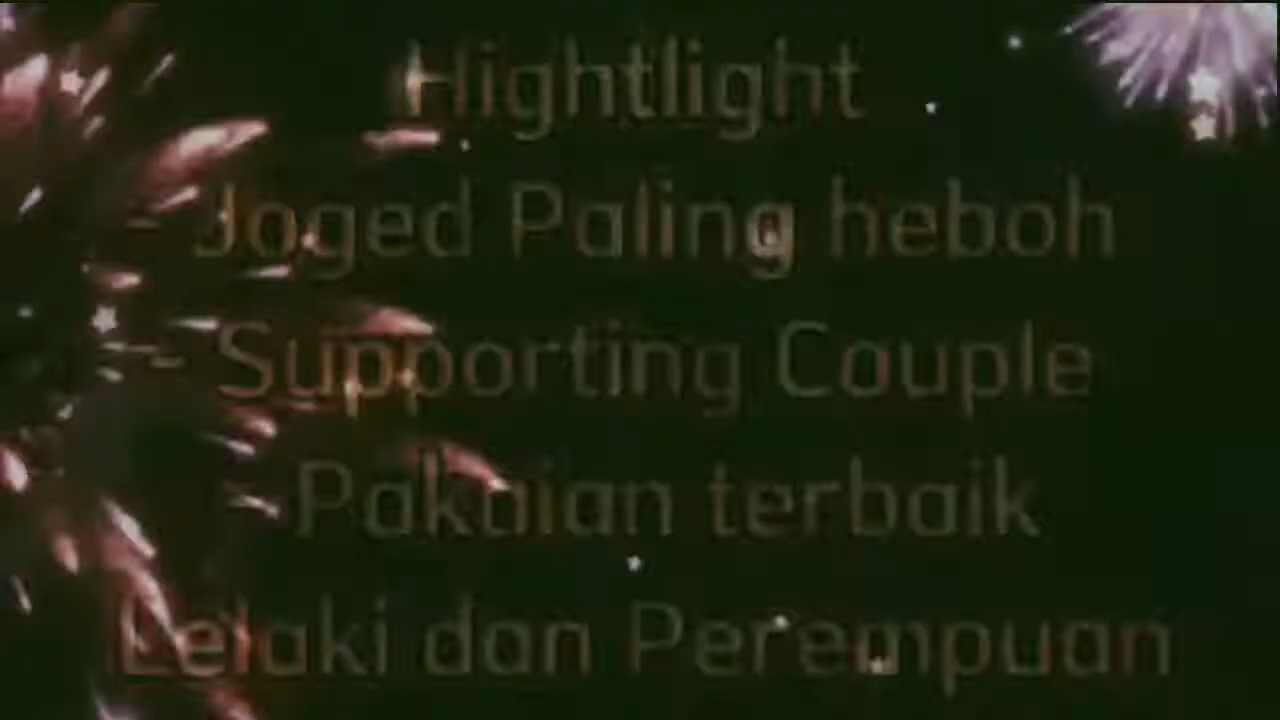 Hightlight
- Joged Paling heboh
- Supporting Couple
Pakaian terbaik
Lelaki dan Perempuan